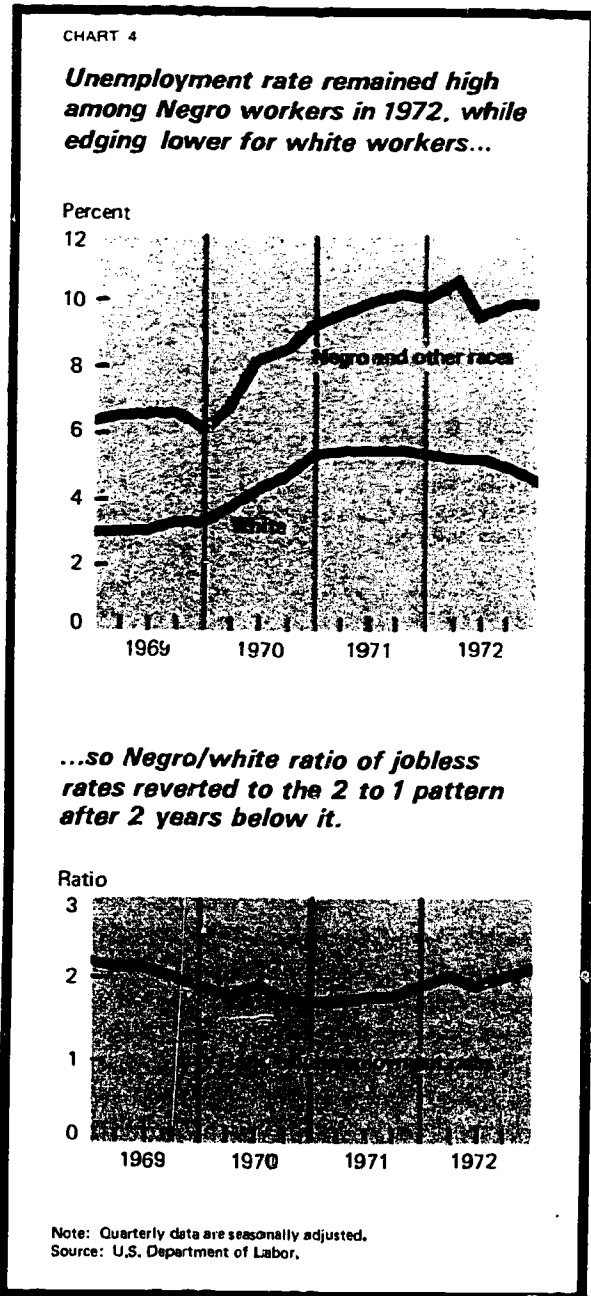 CHART 4
Unemployment rate remained high
among Negro workers in 1972, while
edging lower for white workers...
Percent
12
10
8
Negro and other races
6
4
White
2
0
1969 1970 1971 1972
...so Negro/white ratio of jobless
rates reverted to the 2 to 1 pattern
after 2 years below it.
Ratio
3
2
1
0
1969 1970 1971 1972
Note: Quarterly data are seasonally adjusted.
Source: U.S. Department of Labor.